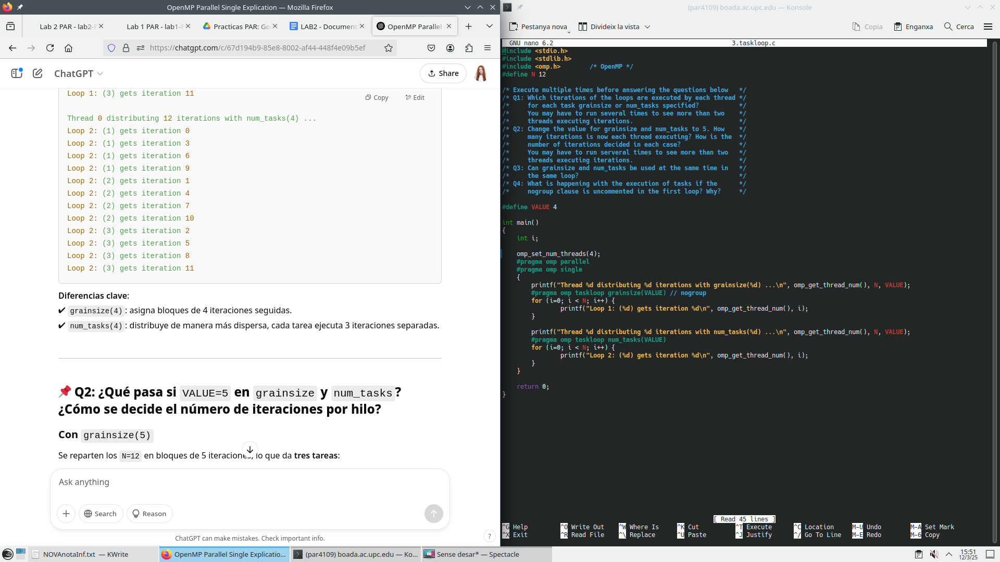 OpenMP Parallel Single Explication — Mozilla Firefox
Lab 2 PAR - lab2-P
Lab 1 PAR - lab1-P
Practicas PAR: Go
LAB2 - Document
OpenMP Parallel
https://chatgpt.com/c/67d194b9-85e8-8002-af44-448f4e09b5ef
ChatGPT
Share
Loop 1: (3) gets iteration 11
Copy
Edit
Thread 0 distributing 12 iterations with num_tasks(4) ...
Loop 2: (1) gets iteration 0
Loop 2: (1) gets iteration 3
Loop 2: (1) gets iteration 6
Loop 2: (1) gets iteration 9
Loop 2: (2) gets iteration 1
Loop 2: (2) gets iteration 4
Loop 2: (2) gets iteration 7
Loop 2: (2) gets iteration 10
Loop 2: (3) gets iteration 2
Loop 2: (3) gets iteration 5
Loop 2: (3) gets iteration 8
Loop 2: (3) gets iteration 11
Diferencias clave:
✔ grainsize(4): asigna bloques de 4 iteraciones seguidas.
✔ num_tasks(4): distribuye de manera más dispersa, cada tarea ejecuta 3 iteraciones separadas.
📌 Q2: ¿Qué pasa si VALUE=5 en grainsize y num_tasks?
¿Cómo se decide el número de iteraciones por hilo?
Con grainsize(5)
Se reparten los N=12 en bloques de 5 iteraciones, lo que da tres tareas:
Ask anything
Search
Reason
ChatGPT can make mistakes. Check important info.
?
(par4109) boada.ac.upc.edu — Konsole
Pestanya nova
Divideix la vista
Copia
Enganxa
Cerca
GNU nano 6.2 3.taskloop.c
#include <stdio.h>
#include <stdlib.h>
#include <omp.h> /* OpenMP */
#define N 12
/* Execute multiple times before answering the questions below */
/* Q1: Which iterations of the loops are executed by each thread */
/* for each task grainsize or num_tasks specified? */
/* You may have to run several times to see more than two */
/* threads executing iterations. */
/* Q2: Change the value for grainsize and num_tasks to 5. How */
/* many iterations is now each thread executing? How is the */
/* number of iterations decided in each case? */
/* You may have to run serveral times to see more than two */
/* threads executing iterations. */
/* Q3: Can grainsize and num_tasks be used at the same time in */
/* the same loop? */
/* Q4: What is happening with the execution of tasks if the */
/* nogroup clause is uncommented in the first loop? Why? */
#define VALUE 4
int main()
{
int i;
omp_set_num_threads(4);
#pragma omp parallel
#pragma omp single
{
printf("Thread %d distributing %d iterations with grainsize(%d) ...\n", omp_get_thread_num(), N, VALUE);
#pragma omp taskloop grainsize(VALUE) // nogroup
for (i=0; i < N; i++) {
printf("Loop 1: (%d) gets iteration %d\n", omp_get_thread_num(), i);
}
printf("Thread %d distributing %d iterations with num_tasks(%d) ...\n", omp_get_thread_num(), N, VALUE);
#pragma omp taskloop num_tasks(VALUE)
for (i=0; i < N; i++) {
printf("Loop 2: (%d) gets iteration %d\n", omp_get_thread_num(), i);
}
}
return 0;
}
[ Read 45 lines ]
^G Help ^O Write Out ^W Where Is ^K Cut ^T Execute ^C Location M-U Undo M-A Set Mark
^X Exit ^R Read File ^\ Replace ^U Paste ^J Justify ^/ Go To Line M-E Redo M-6 Copy
NOVAnotaInf.txt — KWrite
OpenMP Parallel Single Explicatio...
(par4109) boada.ac.upc.edu — Ko...
Sense desar* — Spectacle
15:51
12/3/25